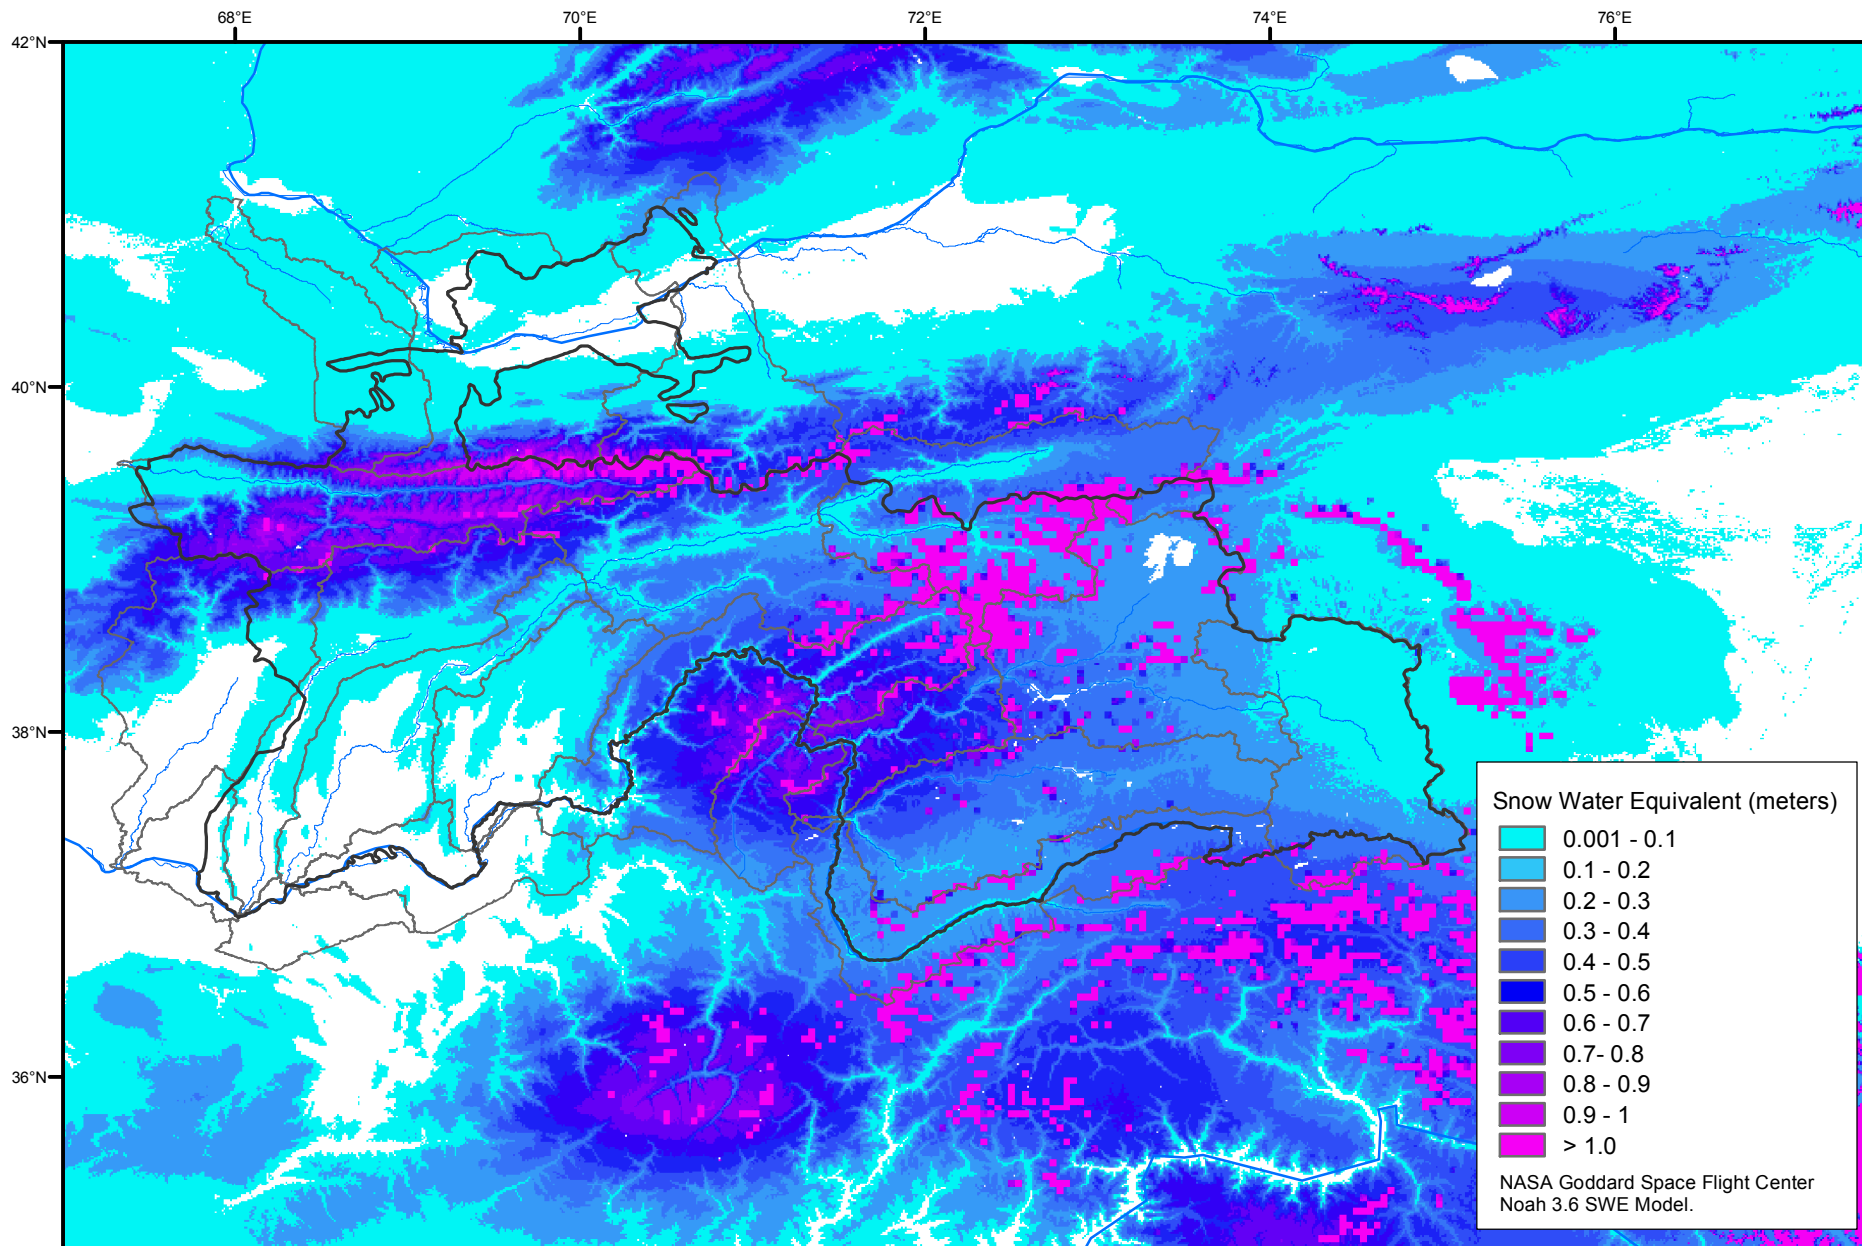 68°E 70°E 72°E 74°E 76°E
42°N
40°N
38°N
36°N
Snow Water Equivalent (meters)
0.001 - 0.1
0.1 - 0.2
0.2 - 0.3
0.3 - 0.4
0.4 - 0.5
0.5 - 0.6
0.6 - 0.7
0.7- 0.8
0.8 - 0.9
0.9 - 1
> 1.0
NASA Goddard Space Flight Center
Noah 3.6 SWE Model.